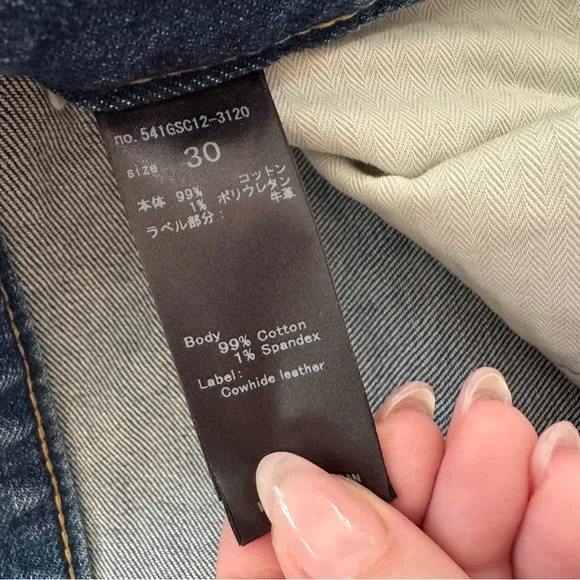 no. 541GSC12-3120
size 30
本体 99% コットン
1% ポリウレタン
ラベル部分: 牛革
Body 99% Cotton
1% Spandex
Label:
Cowhide leather